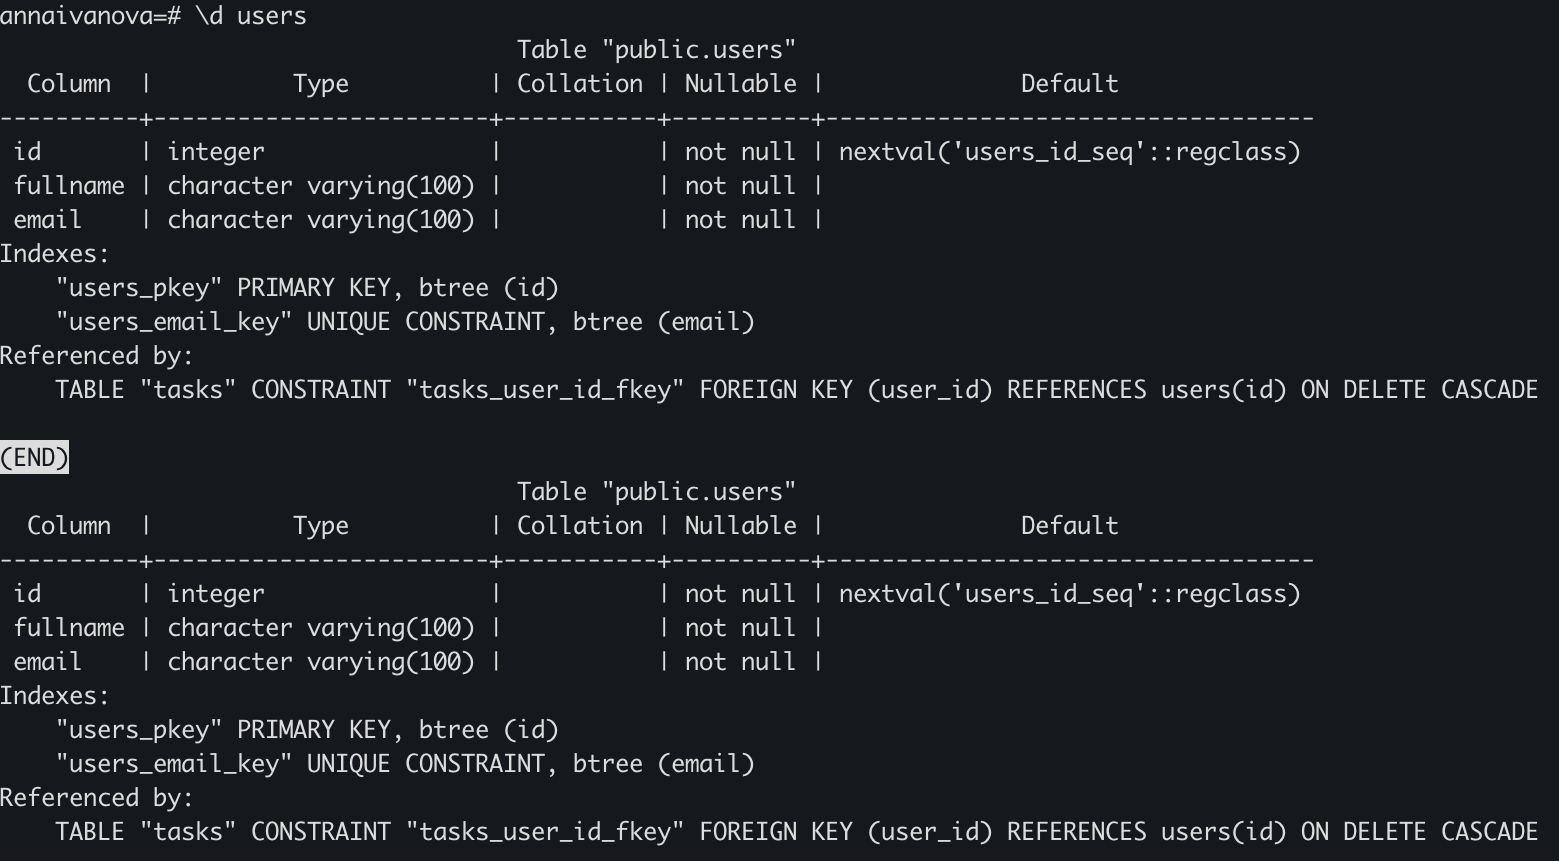 annaivanova=# \d users
                                     Table "public.users"
  Column  |          Type          | Collation | Nullable |              Default
----------+------------------------+-----------+----------+-----------------------------------
 id       | integer                |           | not null | nextval('users_id_seq'::regclass)
 fullname | character varying(100) |           | not null |
 email    | character varying(100) |           | not null |
Indexes:
    "users_pkey" PRIMARY KEY, btree (id)
    "users_email_key" UNIQUE CONSTRAINT, btree (email)
Referenced by:
    TABLE "tasks" CONSTRAINT "tasks_user_id_fkey" FOREIGN KEY (user_id) REFERENCES users(id) ON DELETE CASCADE

(END)
                                     Table "public.users"
  Column  |          Type          | Collation | Nullable |              Default
----------+------------------------+-----------+----------+-----------------------------------
 id       | integer                |           | not null | nextval('users_id_seq'::regclass)
 fullname | character varying(100) |           | not null |
 email    | character varying(100) |           | not null |
Indexes:
    "users_pkey" PRIMARY KEY, btree (id)
    "users_email_key" UNIQUE CONSTRAINT, btree (email)
Referenced by:
    TABLE "tasks" CONSTRAINT "tasks_user_id_fkey" FOREIGN KEY (user_id) REFERENCES users(id) ON DELETE CASCADE